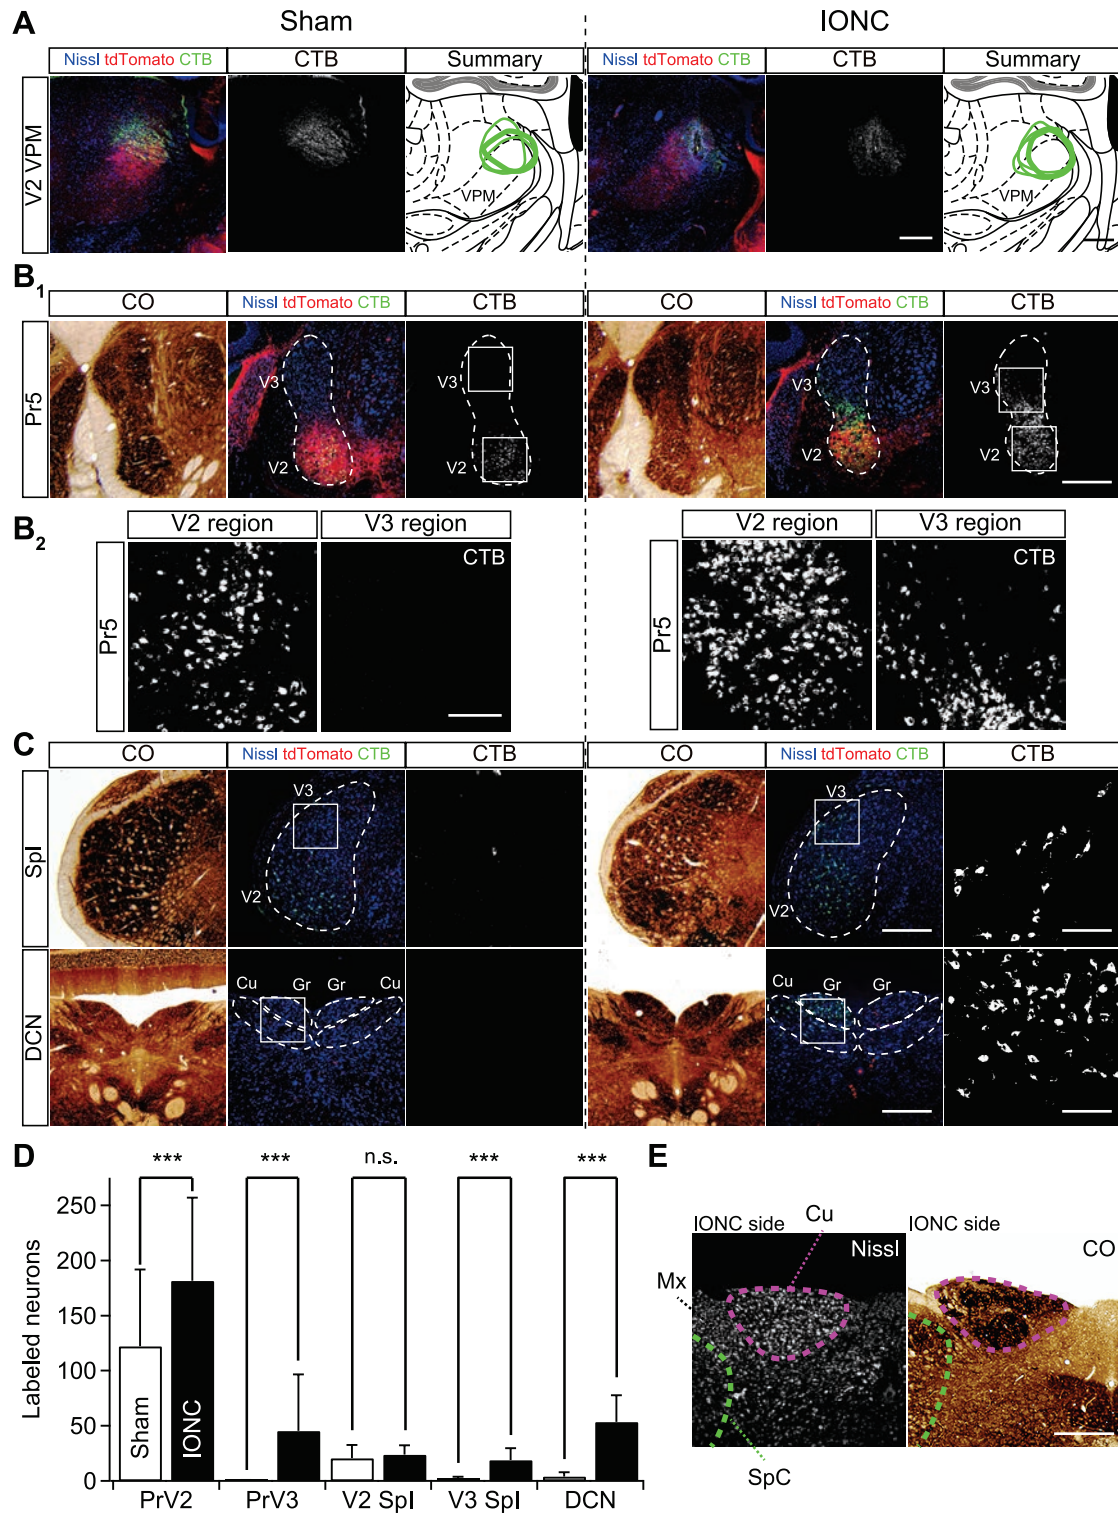 A
Sham
IONC
Nissl tdTomato CTB
CTB
Summary
Nissl tdTomato CTB
CTB
Summary
V2 VPM
VPM
VPM
B1
CO
Nissl tdTomato CTB
CTB
CO
Nissl tdTomato CTB
CTB
Pr5
V3
V2
V3
V2
V3
V2
V3
V2
B2
V2 region
V3 region
V2 region
V3 region
Pr5
CTB
Pr5
CTB
C
CO
Nissl tdTomato CTB
CTB
CO
Nissl tdTomato CTB
CTB
SpI
V3
V2
V3
V2
DCN
Cu
Gr
Gr
Cu
Cu
Gr
Gr
D
***
***
n.s.
***
***
Labeled neurons
250
200
150
100
50
0
Sham
IONC
PrV2
PrV3
V2 SpI
V3 SpI
DCN
E
IONC side
Cu
IONC side
Nissl
CO
Mx
SpC